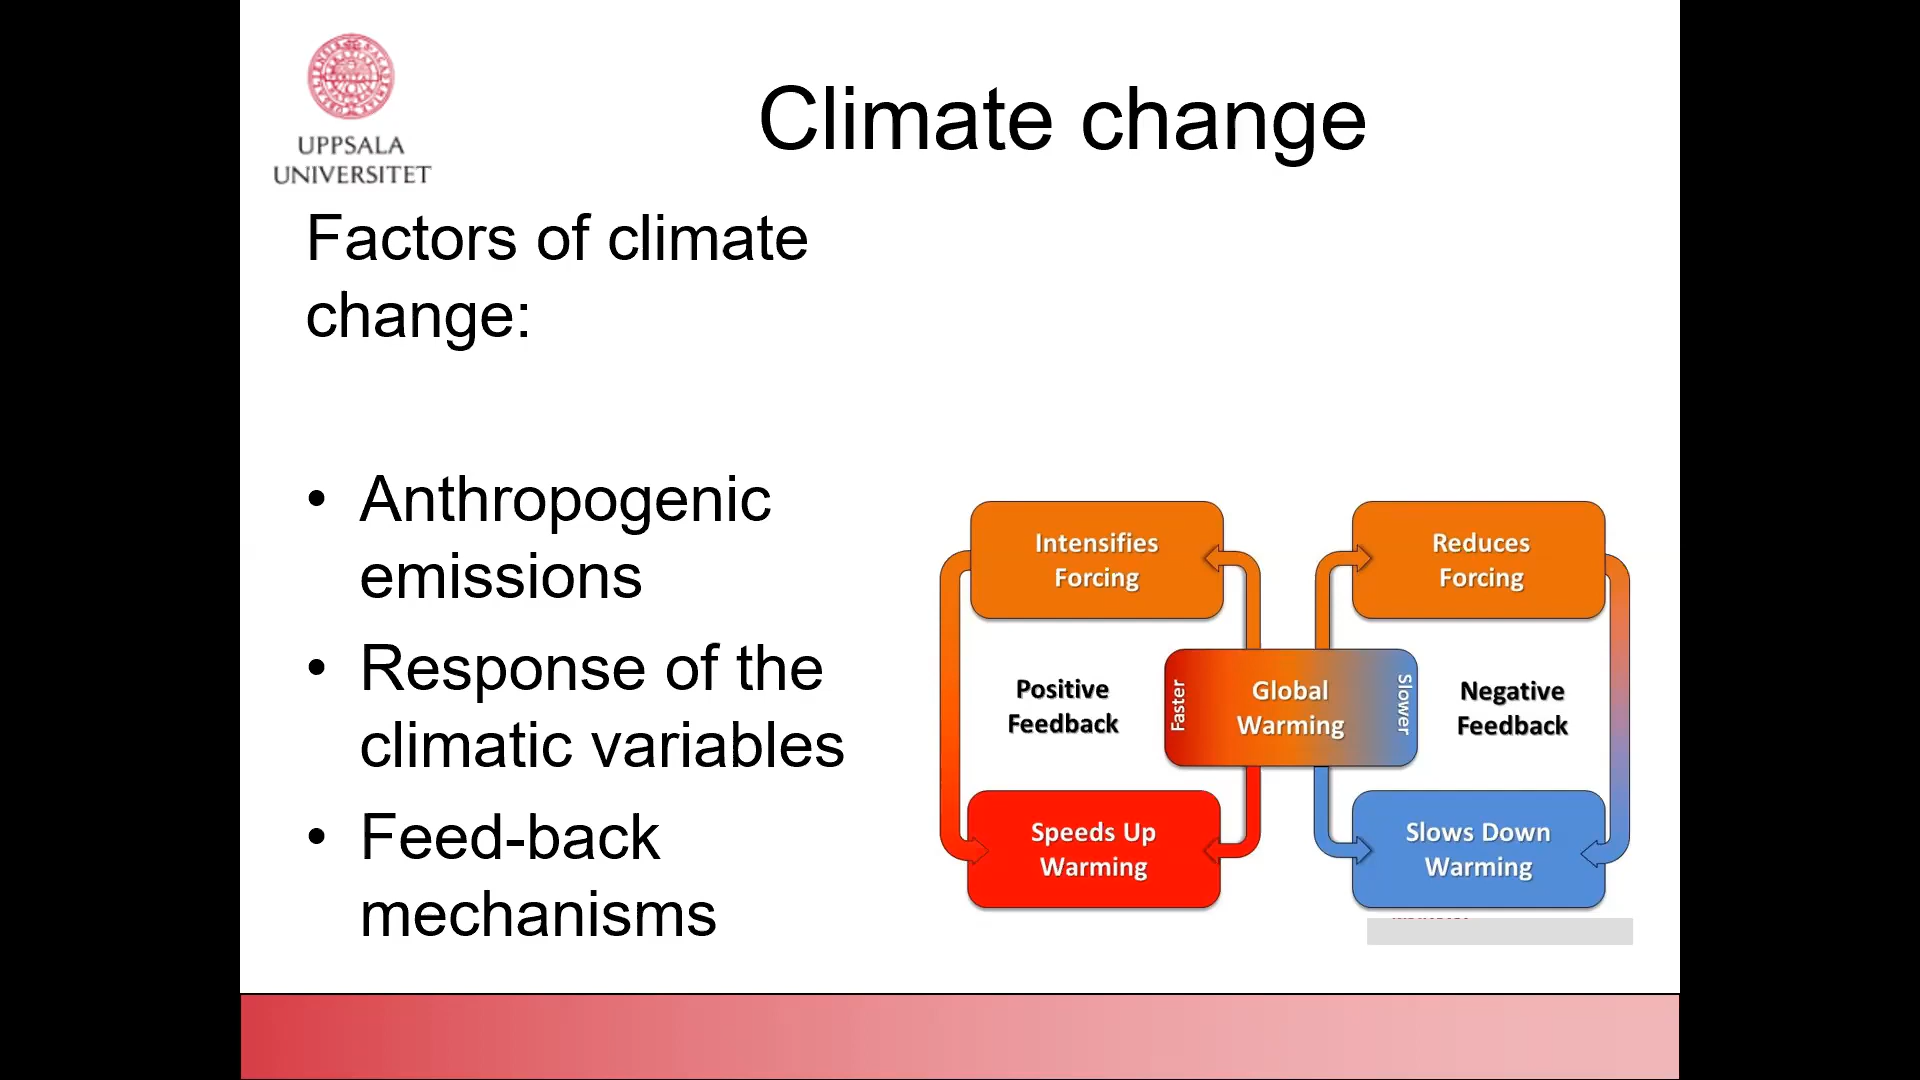 UPPSALA
UNIVERSITET
Climate change
Factors of climate
change:
• Anthropogenic
emissions
• Response of the
climatic variables
• Feed-back
mechanisms
Intensifies
Forcing
Reduces
Forcing
Positive
Feedback
Faster
Global
Warming
Slower
Negative
Feedback
Speeds Up
Warming
Slows Down
Warming